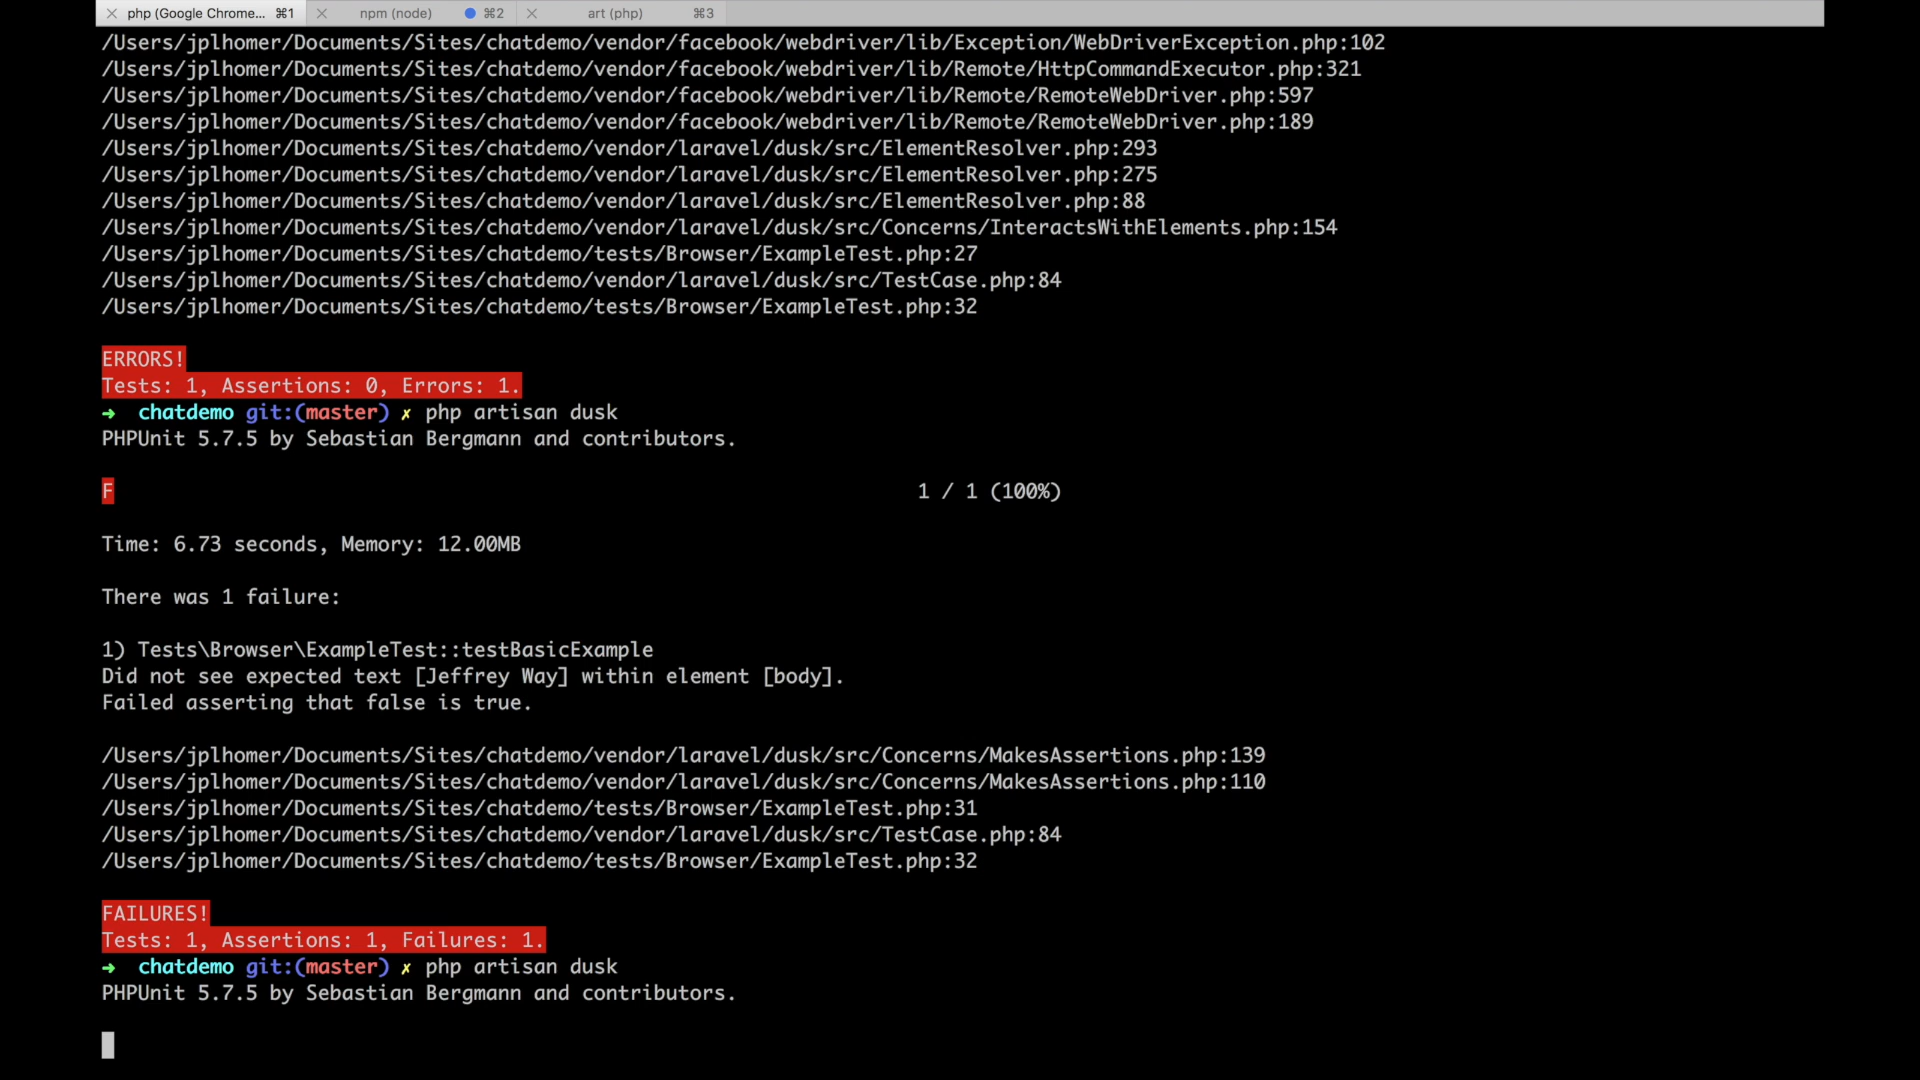 php (Google Chrome... ⌘1 npm (node) ⌘2 art (php) ⌘3
/Users/jplhomer/Documents/Sites/chatdemo/vendor/facebook/webdriver/lib/Exception/WebDriverException.php:102
/Users/jplhomer/Documents/Sites/chatdemo/vendor/facebook/webdriver/lib/Remote/HttpCommandExecutor.php:321
/Users/jplhomer/Documents/Sites/chatdemo/vendor/facebook/webdriver/lib/Remote/RemoteWebDriver.php:597
/Users/jplhomer/Documents/Sites/chatdemo/vendor/facebook/webdriver/lib/Remote/RemoteWebDriver.php:189
/Users/jplhomer/Documents/Sites/chatdemo/vendor/laravel/dusk/src/ElementResolver.php:293
/Users/jplhomer/Documents/Sites/chatdemo/vendor/laravel/dusk/src/ElementResolver.php:275
/Users/jplhomer/Documents/Sites/chatdemo/vendor/laravel/dusk/src/ElementResolver.php:88
/Users/jplhomer/Documents/Sites/chatdemo/vendor/laravel/dusk/src/Concerns/InteractsWithElements.php:154
/Users/jplhomer/Documents/Sites/chatdemo/tests/Browser/ExampleTest.php:27
/Users/jplhomer/Documents/Sites/chatdemo/vendor/laravel/dusk/src/TestCase.php:84
/Users/jplhomer/Documents/Sites/chatdemo/tests/Browser/ExampleTest.php:32
ERRORS!
Tests: 1, Assertions: 0, Errors: 1.
➜ chatdemo git:(master) ✗ php artisan dusk
PHPUnit 5.7.5 by Sebastian Bergmann and contributors.
F 1 / 1 (100%)
Time: 6.73 seconds, Memory: 12.00MB
There was 1 failure:
1) Tests\Browser\ExampleTest::testBasicExample
Did not see expected text [Jeffrey Way] within element [body].
Failed asserting that false is true.
/Users/jplhomer/Documents/Sites/chatdemo/vendor/laravel/dusk/src/Concerns/MakesAssertions.php:139
/Users/jplhomer/Documents/Sites/chatdemo/vendor/laravel/dusk/src/Concerns/MakesAssertions.php:110
/Users/jplhomer/Documents/Sites/chatdemo/tests/Browser/ExampleTest.php:31
/Users/jplhomer/Documents/Sites/chatdemo/vendor/laravel/dusk/src/TestCase.php:84
/Users/jplhomer/Documents/Sites/chatdemo/tests/Browser/ExampleTest.php:32
FAILURES!
Tests: 1, Assertions: 1, Failures: 1.
➜ chatdemo git:(master) ✗ php artisan dusk
PHPUnit 5.7.5 by Sebastian Bergmann and contributors.